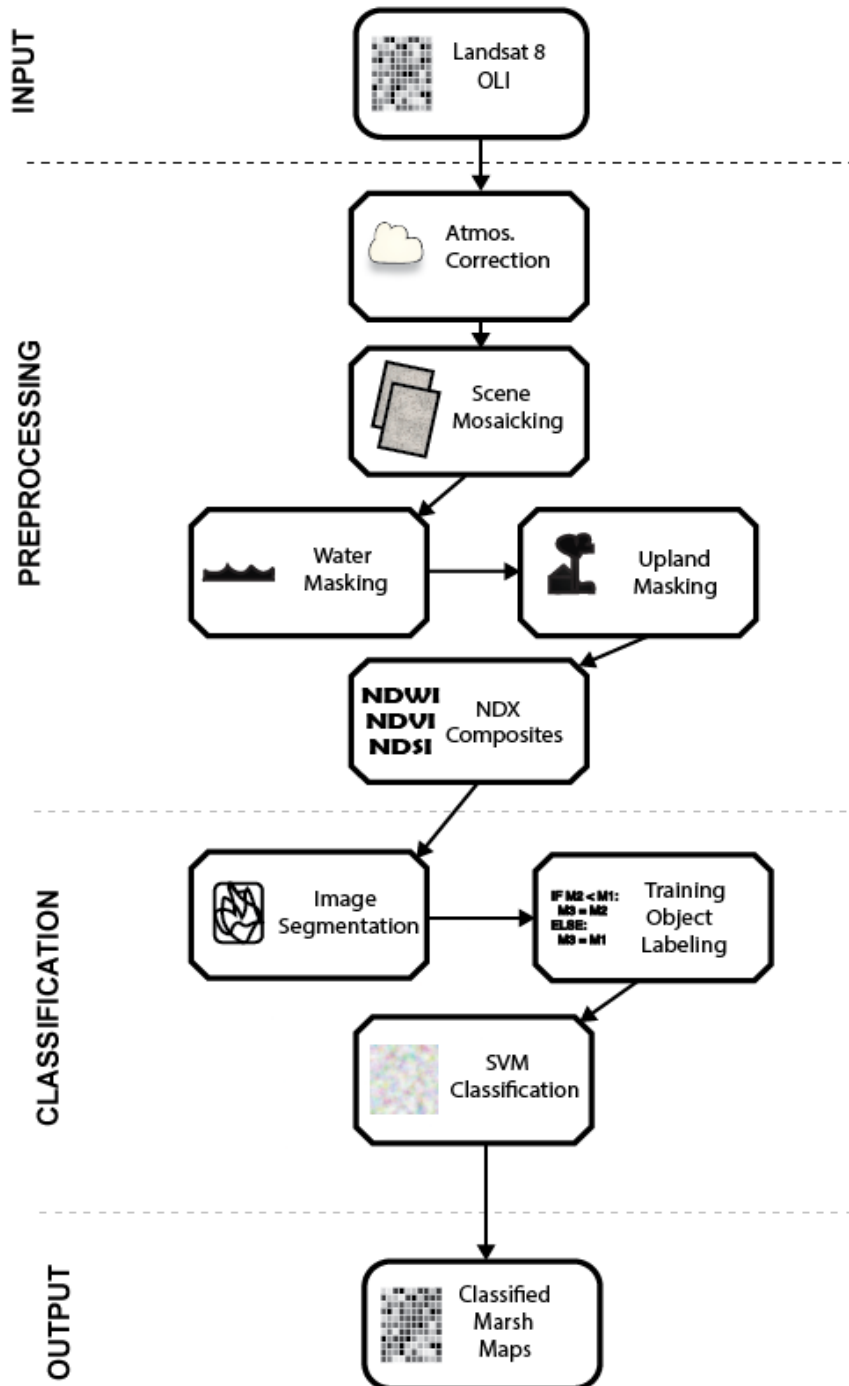 INPUT
Landsat 8
OLI
PREPROCESSING
Atmos.
Correction
Scene
Mosaicking
Water
Masking
Upland
Masking
NDWI
NDVI
NDSI
NDX
Composites
CLASSIFICATION
Image
Segmentation
IF M2 < M1:
M3 = M2
ELSE:
M3 = M1
Training
Object
Labeling
SVM
Classification
OUTPUT
Classified
Marsh
Maps